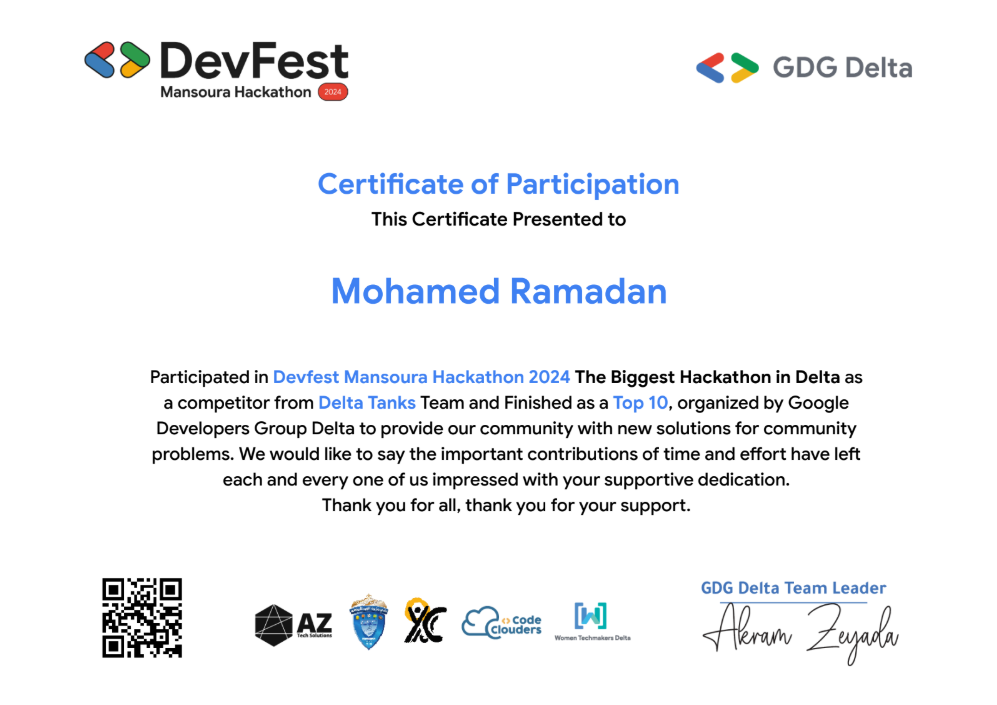 DevFest
Mansoura Hackathon 2024
GDG Delta
Certificate of Participation
This Certificate Presented to
Mohamed Ramadan
Participated in Devfest Mansoura Hackathon 2024 The Biggest Hackathon in Delta as
a competitor from Delta Tanks Team and Finished as a Top 10, organized by Google
Developers Group Delta to provide our community with new solutions for community
problems. We would like to say the important contributions of time and effort have left
each and every one of us impressed with your supportive dedication.
Thank you for all, thank you for your support.
GDG Delta Team Leader
Akram Zeyada
AZ
Tech Solutions
XC
Code
Clouders
Women Techmakers Delta